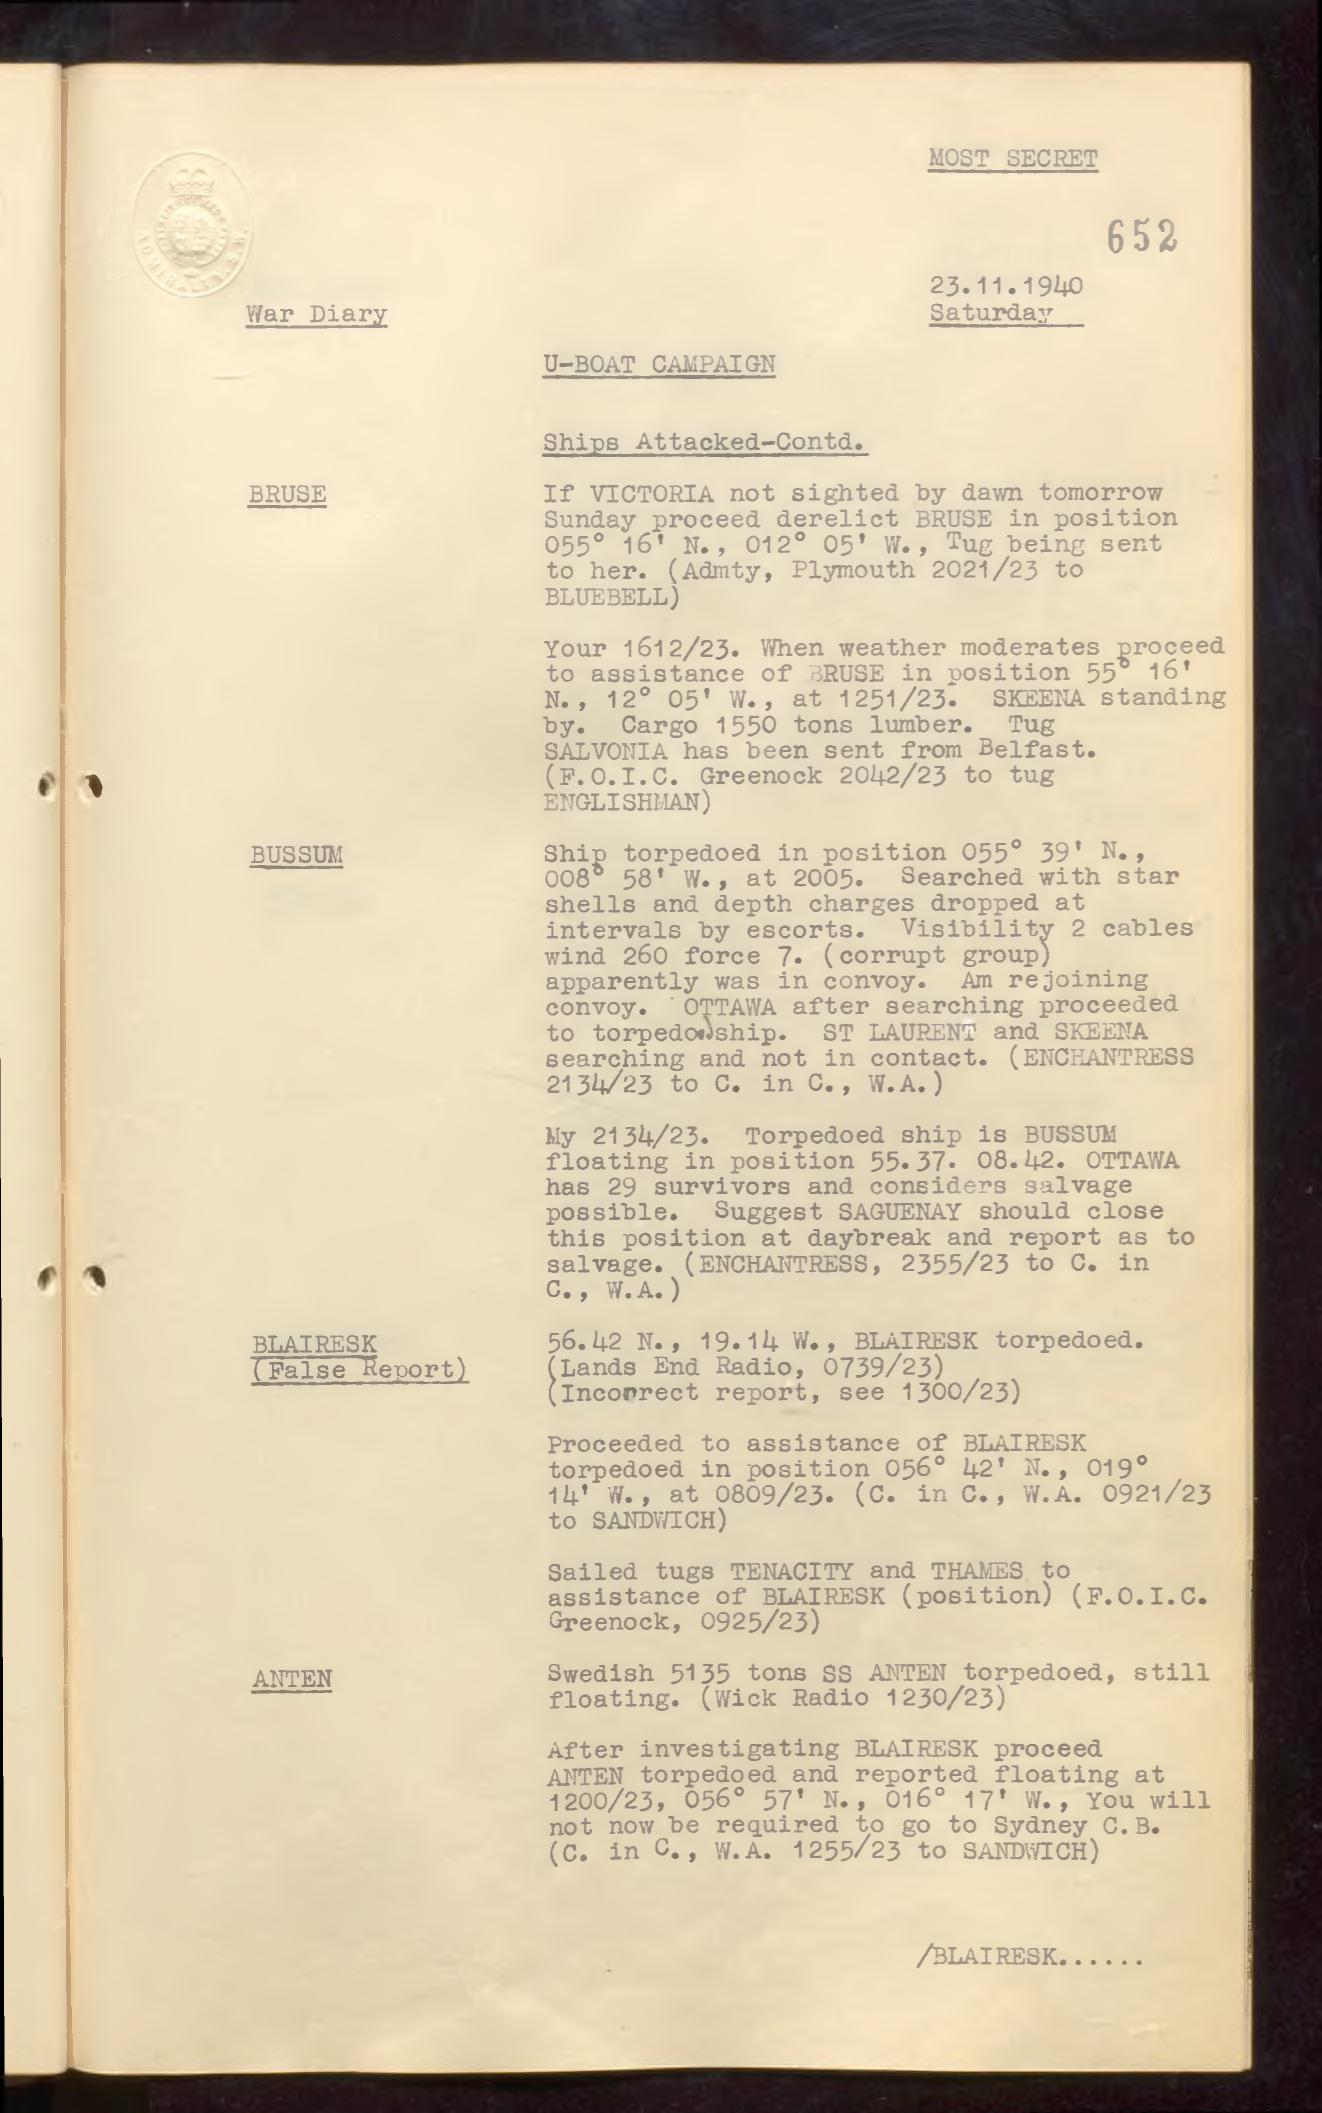 MOST SECRET
652
ADMIRALTY.S.W.
23.11.1940
War Diary
Saturday
U-BOAT CAMPAIGN
Ships Attacked-Contd.
BRUSE
If VICTORIA not sighted by dawn tomorrow
Sunday proceed derelict BRUSE in position
055° 16' N., 012° 05' W., Tug being sent
to her. (Admty, Plymouth 2021/23 to
BLUEBELL)
Your 1612/23. When weather moderates proceed
to assistance of BRUSE in position 55° 16'
N., 12° 05' W., at 1251/23. SKEENA standing
by. Cargo 1550 tons lumber. Tug
SALVONIA has been sent from Belfast.
(F.O.I.C. Greenock 2042/23 to tug
ENGLISHMAN)
BUSSUM
Ship torpedoed in position 055° 39' N.,
008° 58' W., at 2005. Searched with star
shells and depth charges dropped at
intervals by escorts. Visibility 2 cables
wind 260 force 7. (corrupt group)
apparently was in convoy. Am rejoining
convoy. OTTAWA after searching proceeded
to torpedo ship. ST LAURENT and SKEENA
searching and not in contact. (ENCHANTRESS
2134/23 to C. in C., W.A.)
My 2134/23. Torpedoed ship is BUSSUM
floating in position 55.37. 08.42. OTTAWA
has 29 survivors and considers salvage
possible. Suggest SAGUENAY should close
this position at daybreak and report as to
salvage. (ENCHANTRESS, 2355/23 to C. in
C., W.A.)
BLAIRESK
(False Report)
56.42 N., 19.14 W., BLAIRESK torpedoed.
(Lands End Radio, 0739/23)
(Incorrect report, see 1300/23)
Proceeded to assistance of BLAIRESK
torpedoed in position 056° 42' N., 019°
14' W., at 0809/23. (C. in C., W.A. 0921/23
to SANDWICH)
Sailed tugs TENACITY and THAMES to
assistance of BLAIRESK (position) (F.O.I.C.
Greenock, 0925/23)
ANTEN
Swedish 5135 tons SS ANTEN torpedoed, still
floating. (Wick Radio 1230/23)
After investigating BLAIRESK proceed
ANTEN torpedoed and reported floating at
1200/23, 056° 57' N., 016° 17' W., You will
not now be required to go to Sydney C.B.
(C. in C., W.A. 1255/23 to SANDWICH)
/BLAIRESK......